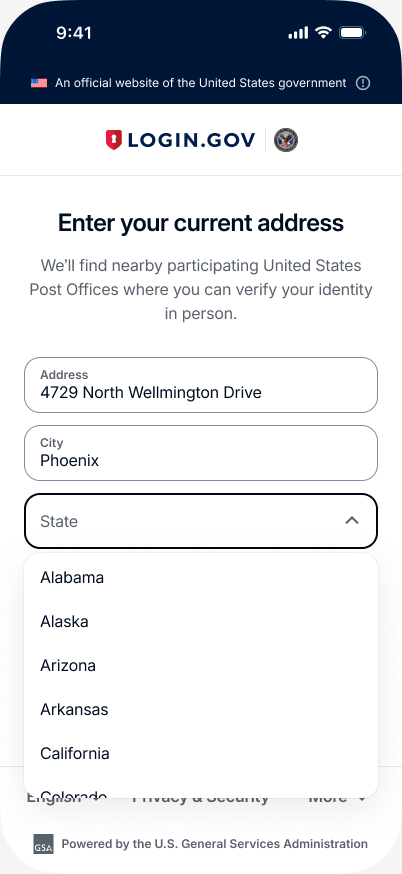 9:41
An official website of the United States government
LOGIN.GOV
Enter your current address
We'll find nearby participating United States
Post Offices where you can verify your identity
in person.
Address
4729 North Wellmington Drive
City
Phoenix
State
Alabama
Alaska
Arizona
Arkansas
California
Colorado
English Privacy & Security More
GSA Powered by the U.S. General Services Administration